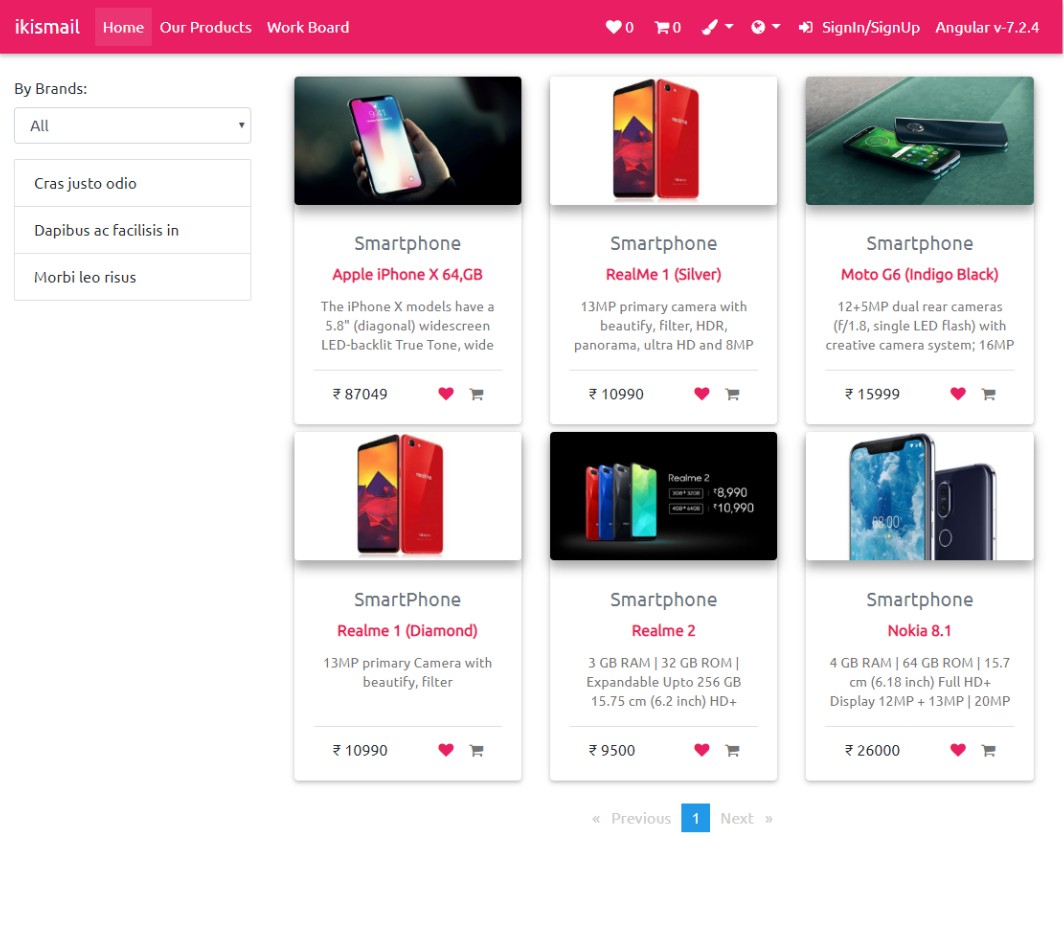 ikismail Home Our Products Work Board 0 0 SignIn/SignUp Angular v-7.2.4
By Brands:
All
Cras justo odio
Dapibus ac facilisis in
Morbi leo risus
9:41
Smartphone
Apple iPhone X 64,GB
The iPhone X models have a
5.8" (diagonal) widescreen
LED-backlit True Tone, wide
₹ 87049
realme
Smartphone
RealMe 1 (Silver)
13MP primary camera with
beautify, filter, HDR,
panorama, ultra HD and 8MP
₹ 10990
Smartphone
Moto G6 (Indigo Black)
12+5MP dual rear cameras
(f/1.8, single LED flash) with
creative camera system; 16MP
₹ 15999
realme
SmartPhone
Realme 1 (Diamond)
13MP primary Camera with
beautify, filter
₹ 10990
Realme 2
3GB+32GB ₹8,990
4GB+64GB ₹10,990
Smartphone
Realme 2
3 GB RAM | 32 GB ROM |
Expandable Upto 256 GB
15.75 cm (6.2 inch) HD+
₹ 9500
Smartphone
Nokia 8.1
4 GB RAM | 64 GB ROM | 15.7
cm (6.18 inch) Full HD+
Display 12MP + 13MP | 20MP
₹ 26000
« Previous 1 Next »